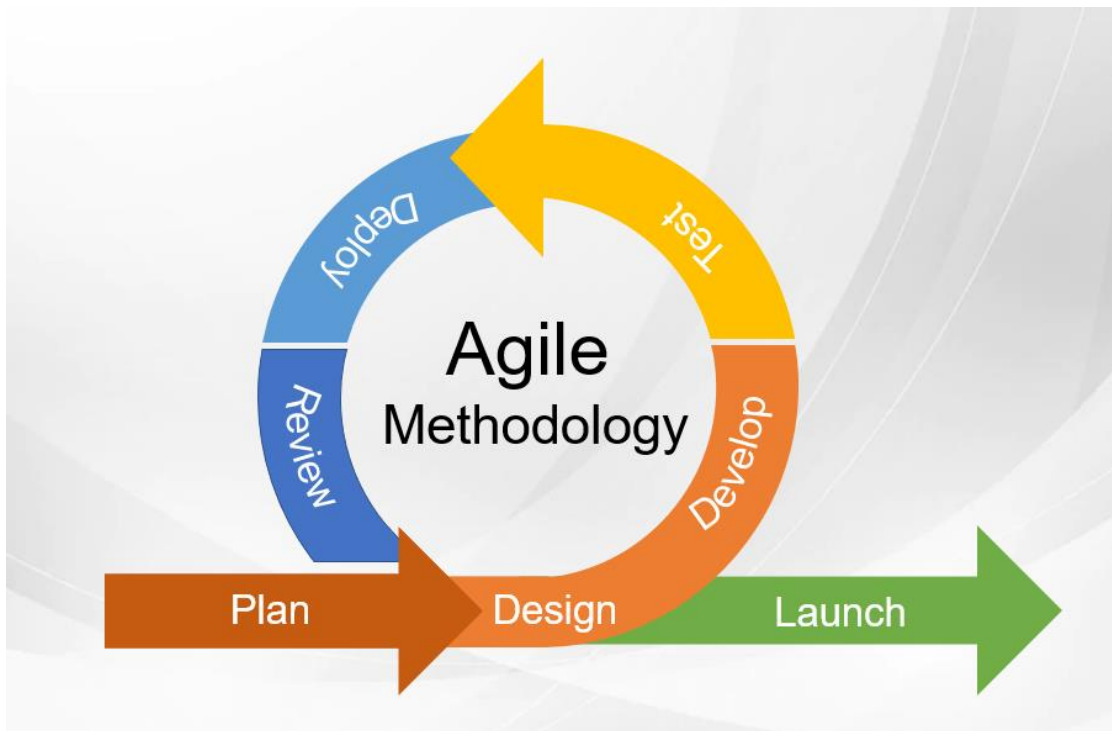 Agile
Methodology
Plan
Design
Develop
Test
Deploy
Review
Launch